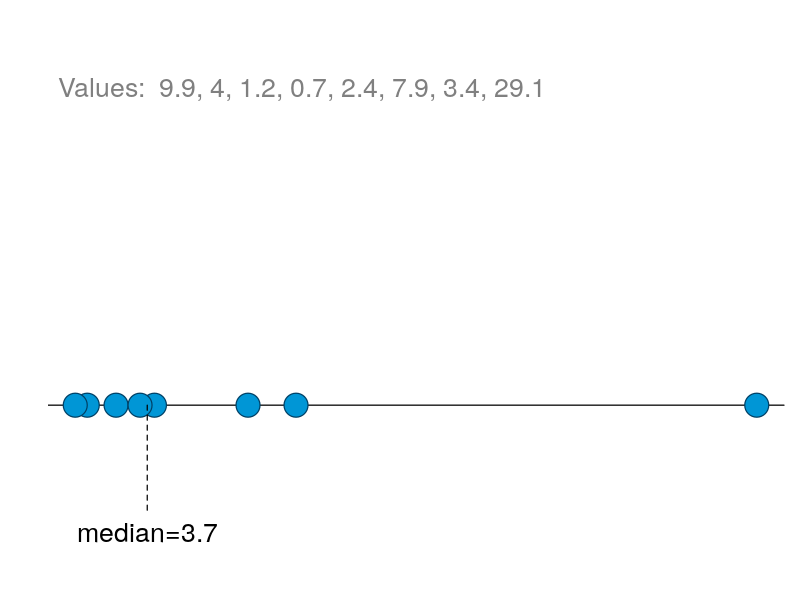 Values:  9.9, 4, 1.2, 0.7, 2.4, 7.9, 3.4, 29.1
median=3.7